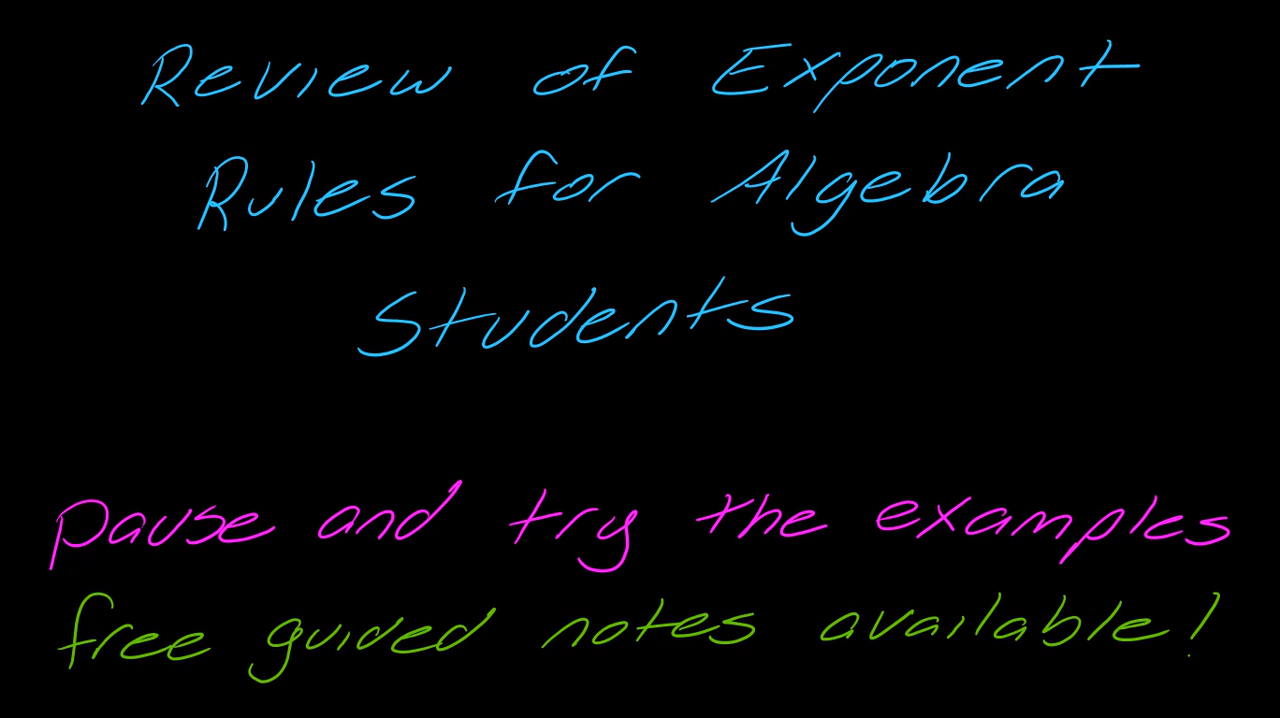 Review of Exponent
Rules for Algebra
Students
pause and try the examples
free guided notes available!